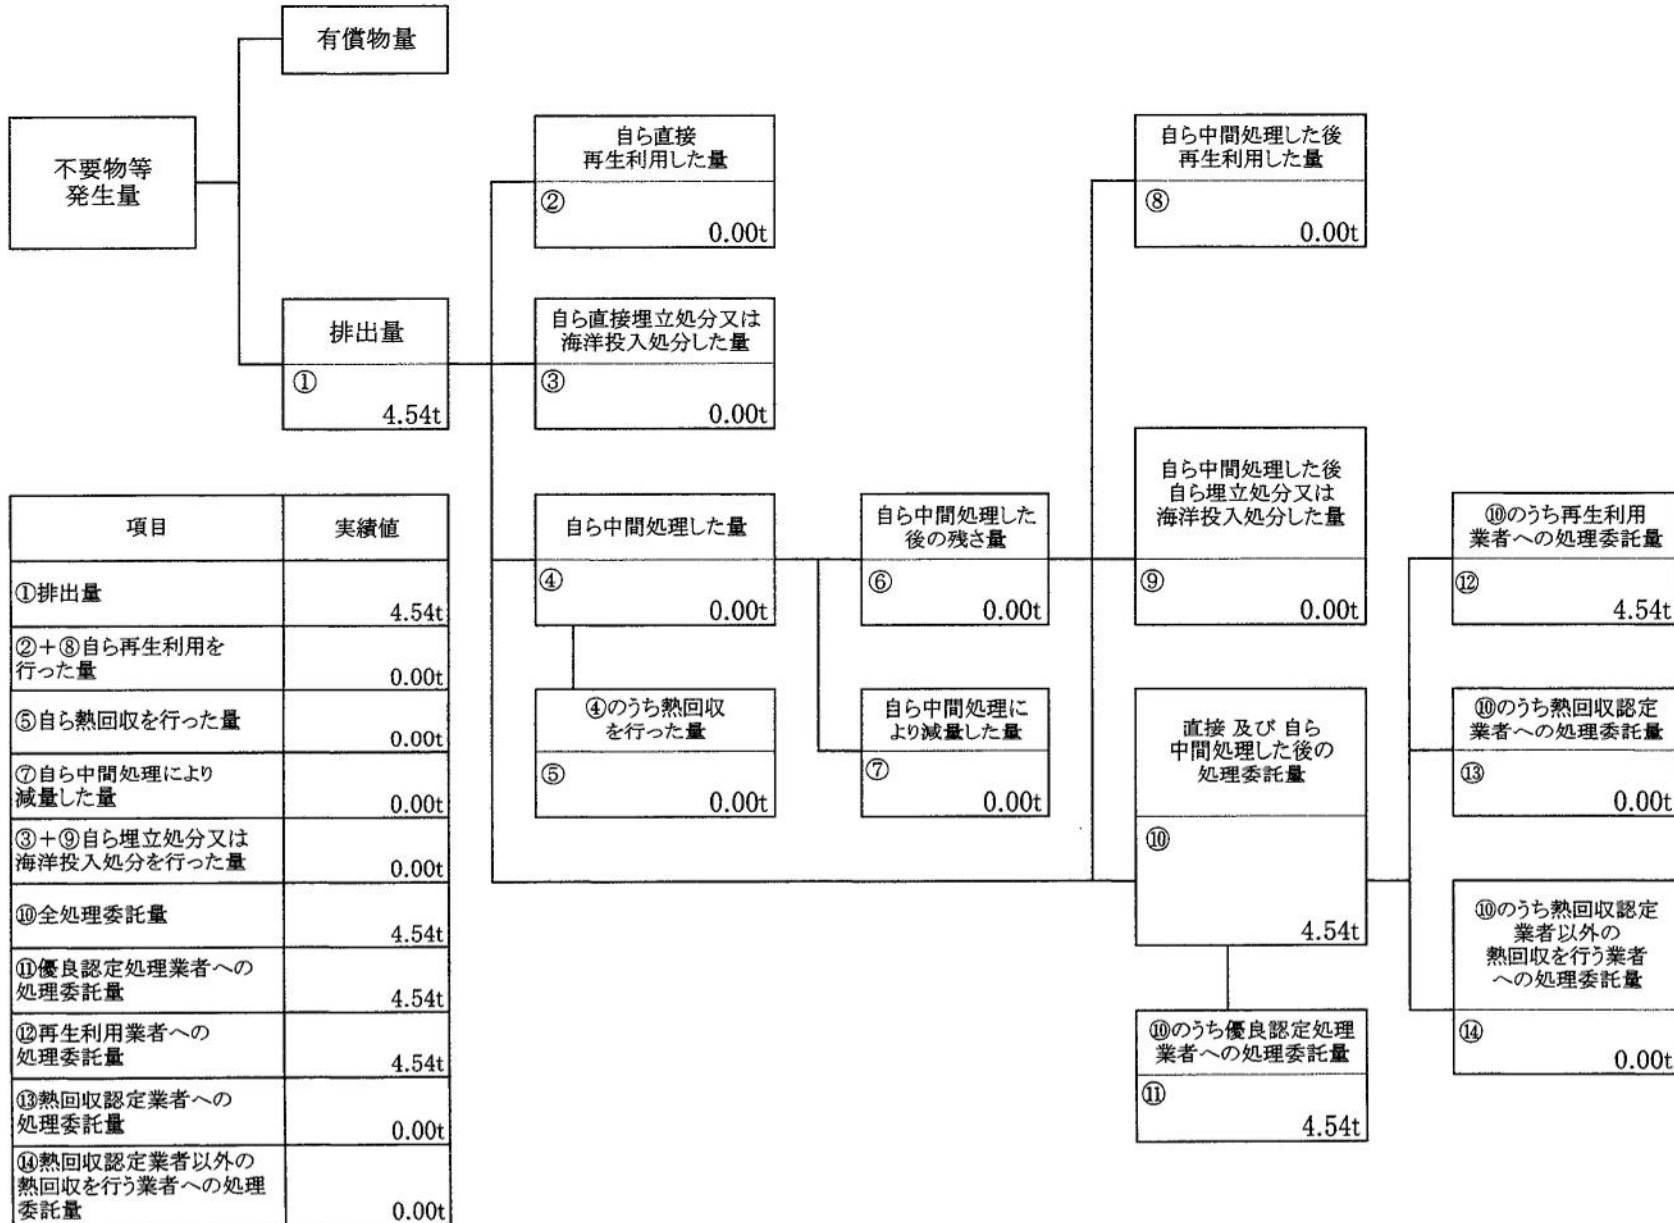 有償物量
不要物等
発生量
排出量
①
4.54t
自ら直接
再生利用した量
②
0.00t
自ら直接埋立処分又は
海洋投入処分した量
③
0.00t
自ら中間処理した量
④
0.00t
④のうち熱回収
を行った量
⑤
0.00t
自ら中間処理した
後の残さ量
⑥
0.00t
自ら中間処理に
より減量した量
⑦
0.00t
自ら中間処理した後
再生利用した量
⑧
0.00t
自ら中間処理した後
自ら埋立処分又は
海洋投入処分した量
⑨
0.00t
直接 及び 自ら
中間処理した後の
処理委託量
⑩
4.54t
⑩のうち優良認定処理
業者への処理委託量
⑪
4.54t
⑩のうち再生利用
業者への処理委託量
⑫
4.54t
⑩のうち熱回収認定
業者への処理委託量
⑬
0.00t
⑩のうち熱回収認定
業者以外の
熱回収を行う業者
への処理委託量
⑭
0.00t
項目 実績値
①排出量
4.54t
②+⑧自ら再生利用を
行った量
0.00t
⑤自ら熱回収を行った量
0.00t
⑦自ら中間処理により
減量した量
0.00t
③+⑨自ら埋立処分又は
海洋投入処分を行った量
0.00t
⑩全処理委託量
4.54t
⑪優良認定処理業者への
処理委託量
4.54t
⑫再生利用業者への
処理委託量
4.54t
⑬熱回収認定業者への
処理委託量
0.00t
⑭熱回収認定業者以外の
熱回収を行う業者への処理
委託量
0.00t